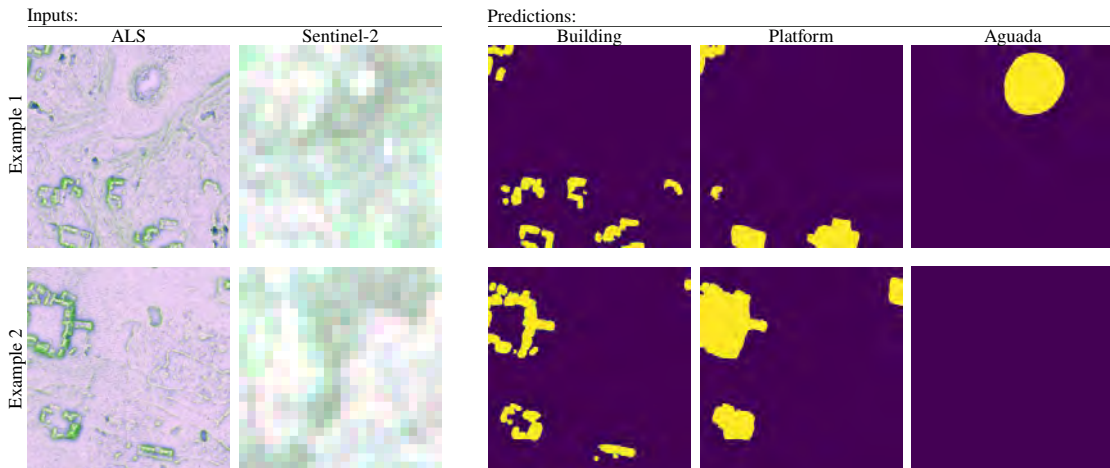 Inputs:
Predictions:
ALS
Sentinel-2
Building
Platform
Aguada
Example 1
Example 2